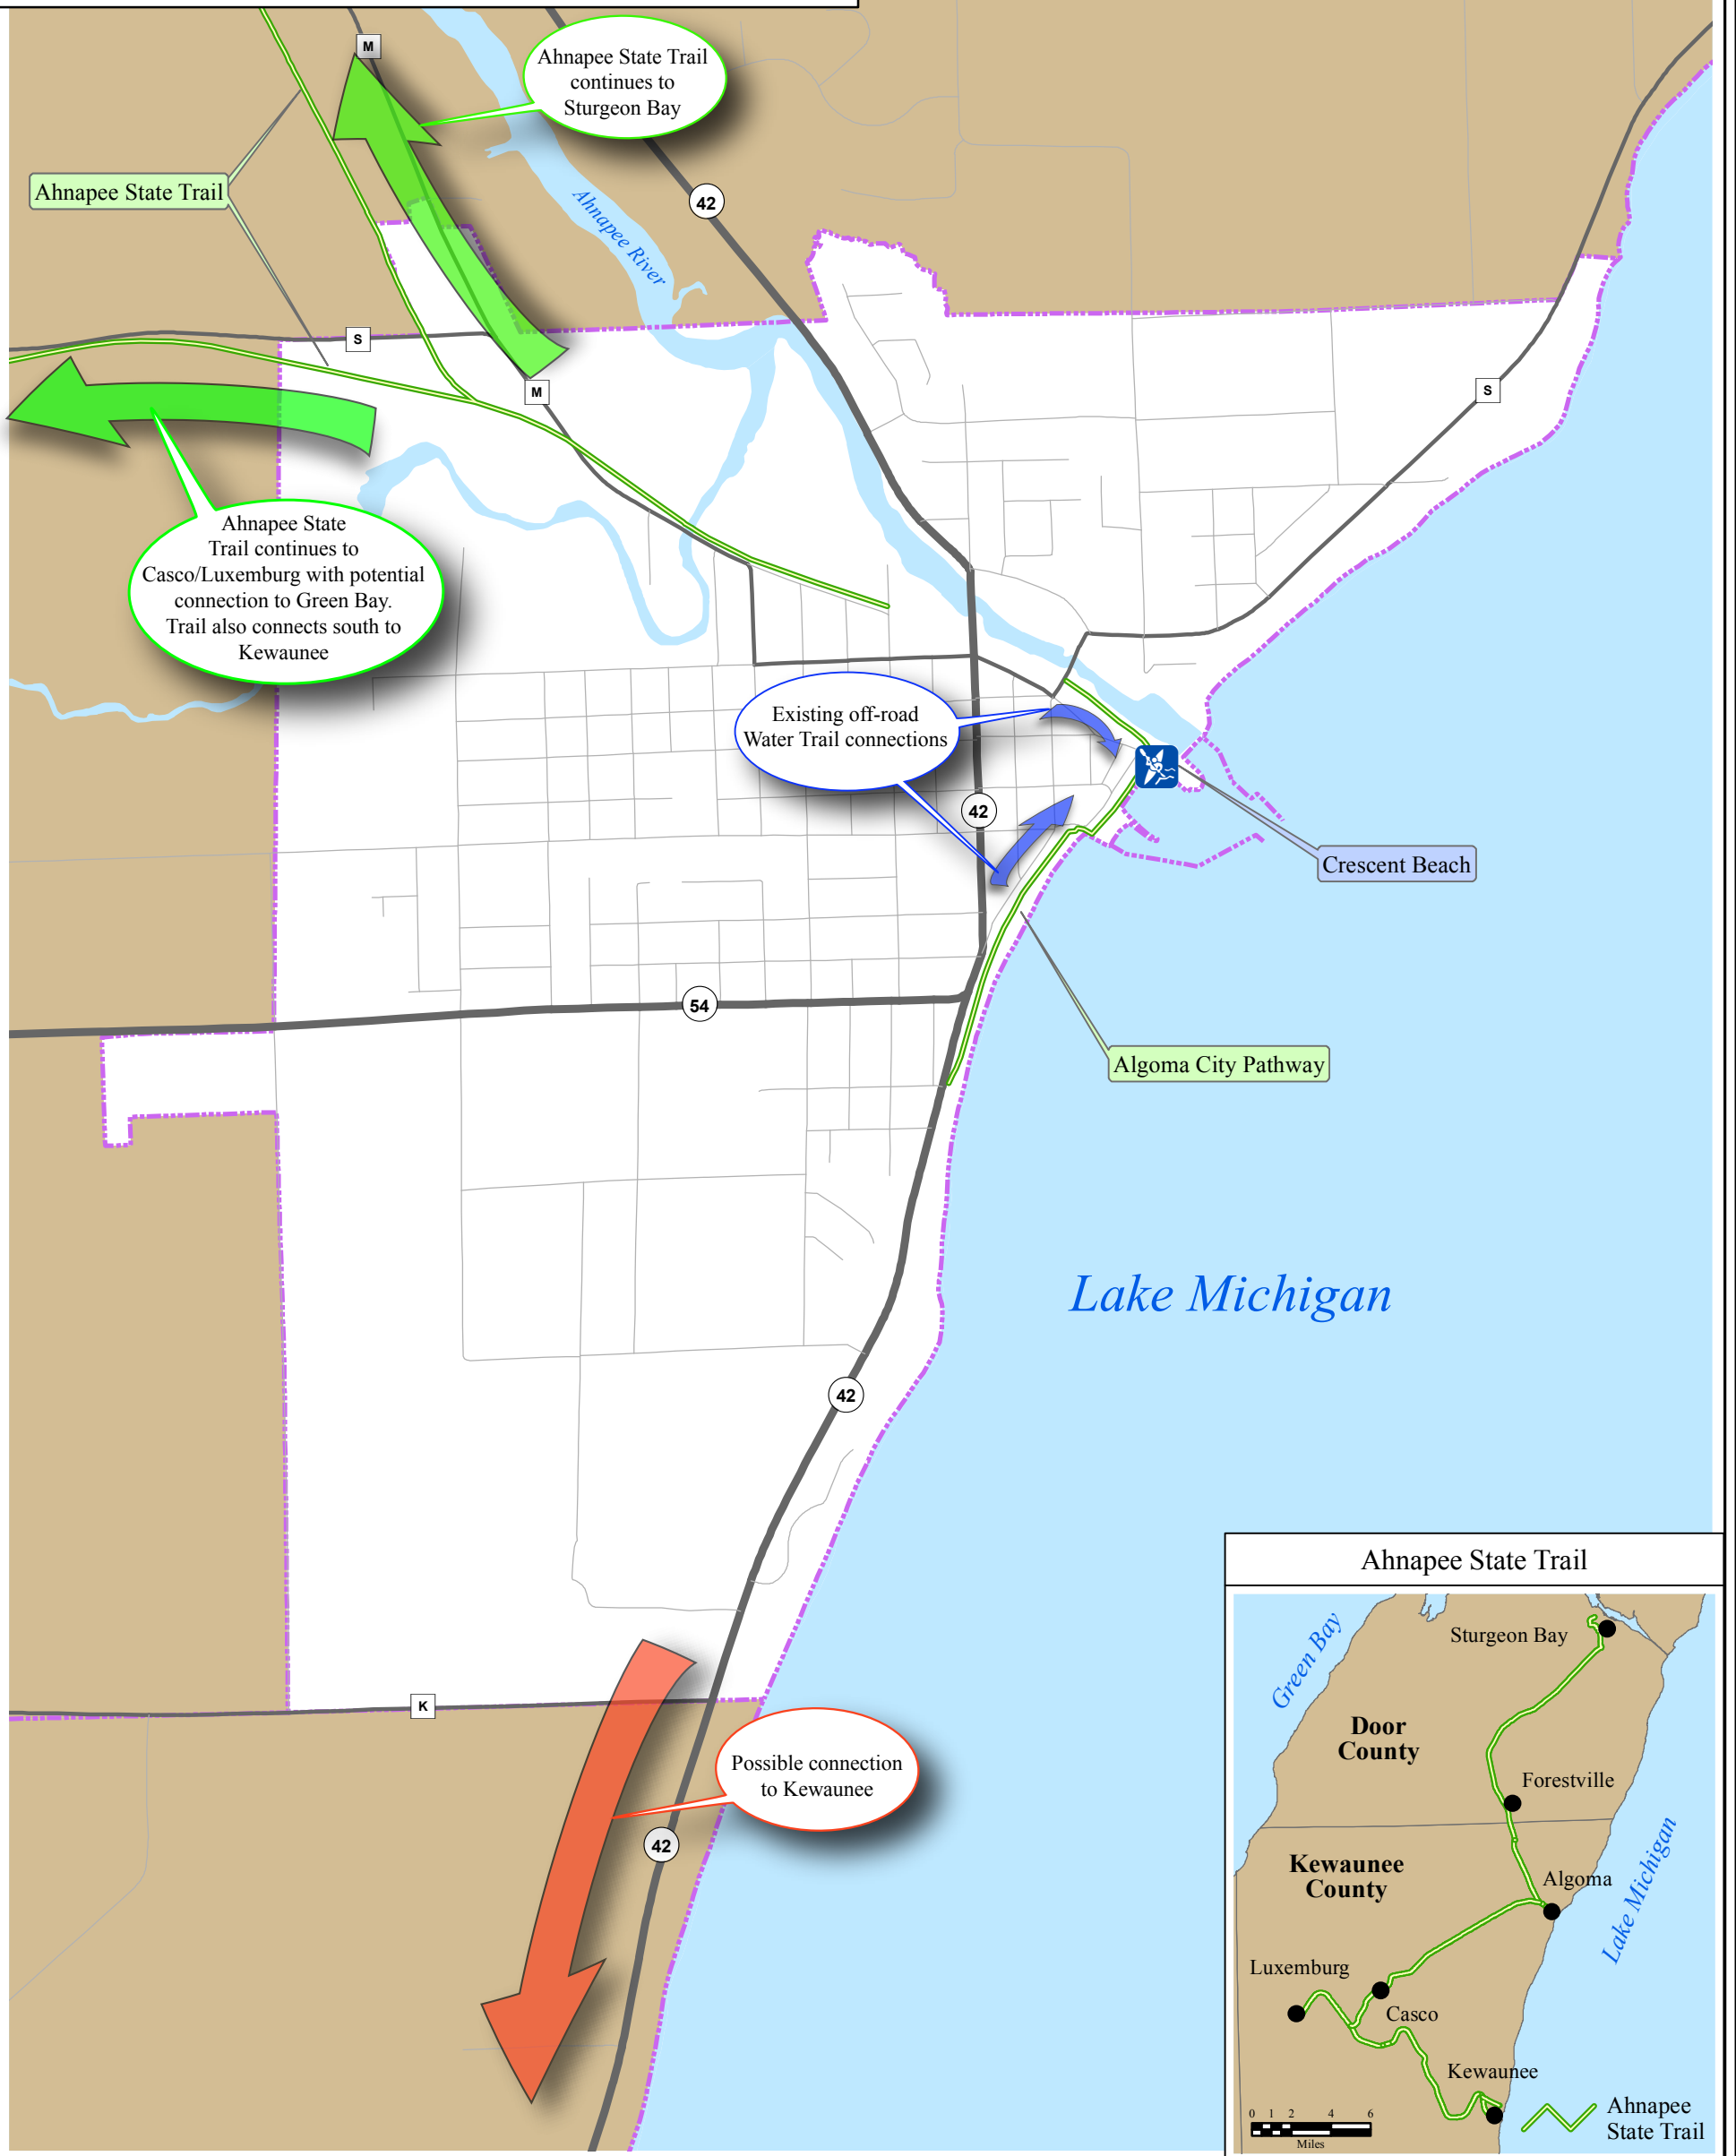 M
Ahnapee State Trail
continues to
Sturgeon Bay
Ahnapee State Trail
42
Ahnapee River
S
M
S
Ahnapee State
Trail continues to
Casco/Luxemburg with potential
connection to Green Bay.
Trail also connects south to
Kewaunee
Existing off-road
Water Trail connections
42
Crescent Beach
54
Algoma City Pathway
Lake Michigan
42
K
Possible connection
to Kewaunee
42
Ahnapee State Trail
Green Bay
Sturgeon Bay
Door
County
Forestville
Kewaunee
County
Algoma
Lake Michigan
Luxemburg
Casco
Kewaunee
0 1 2 4 6
Miles
Ahnapee
State Trail